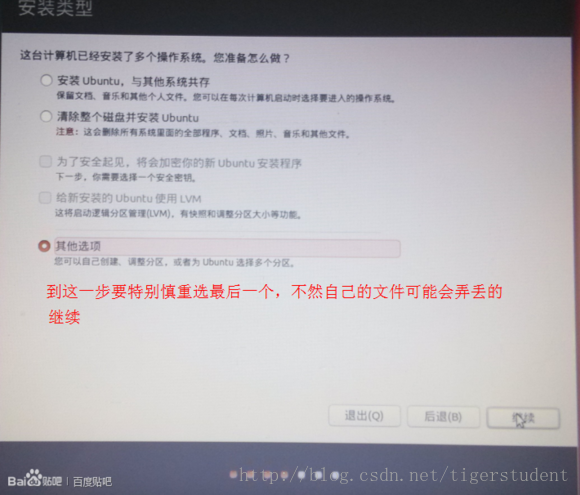 安装类型
这台计算机已经安装了多个操作系统。您准备怎么做？
安装 Ubuntu，与其他系统共存
保留文档、音乐和其他个人文件。您可以在每次计算机启动时选择要进入的操作系统。
清除整个磁盘并安装 Ubuntu
注意：这会删除所有系统里面的全部程序、文档、照片、音乐和其他文件。
为了安全起见，将会加密你的新 Ubuntu 安装程序
下一步，你需要选择一个安全密钥。
给新安装的 Ubuntu 使用 LVM
这将启动逻辑分区管理(LVM)，有快照和调整分区大小等功能。
其他选项
您可以自己创建、调整分区，或者为 Ubuntu 选择多个分区。
到这一步要特别慎重选最后一个，不然自己的文件可能会弄丢的
继续
退出(Q) 后退(B) 继续
http://blog.csdn.net/tigerstudent
Bai贴吧 | 百度贴吧